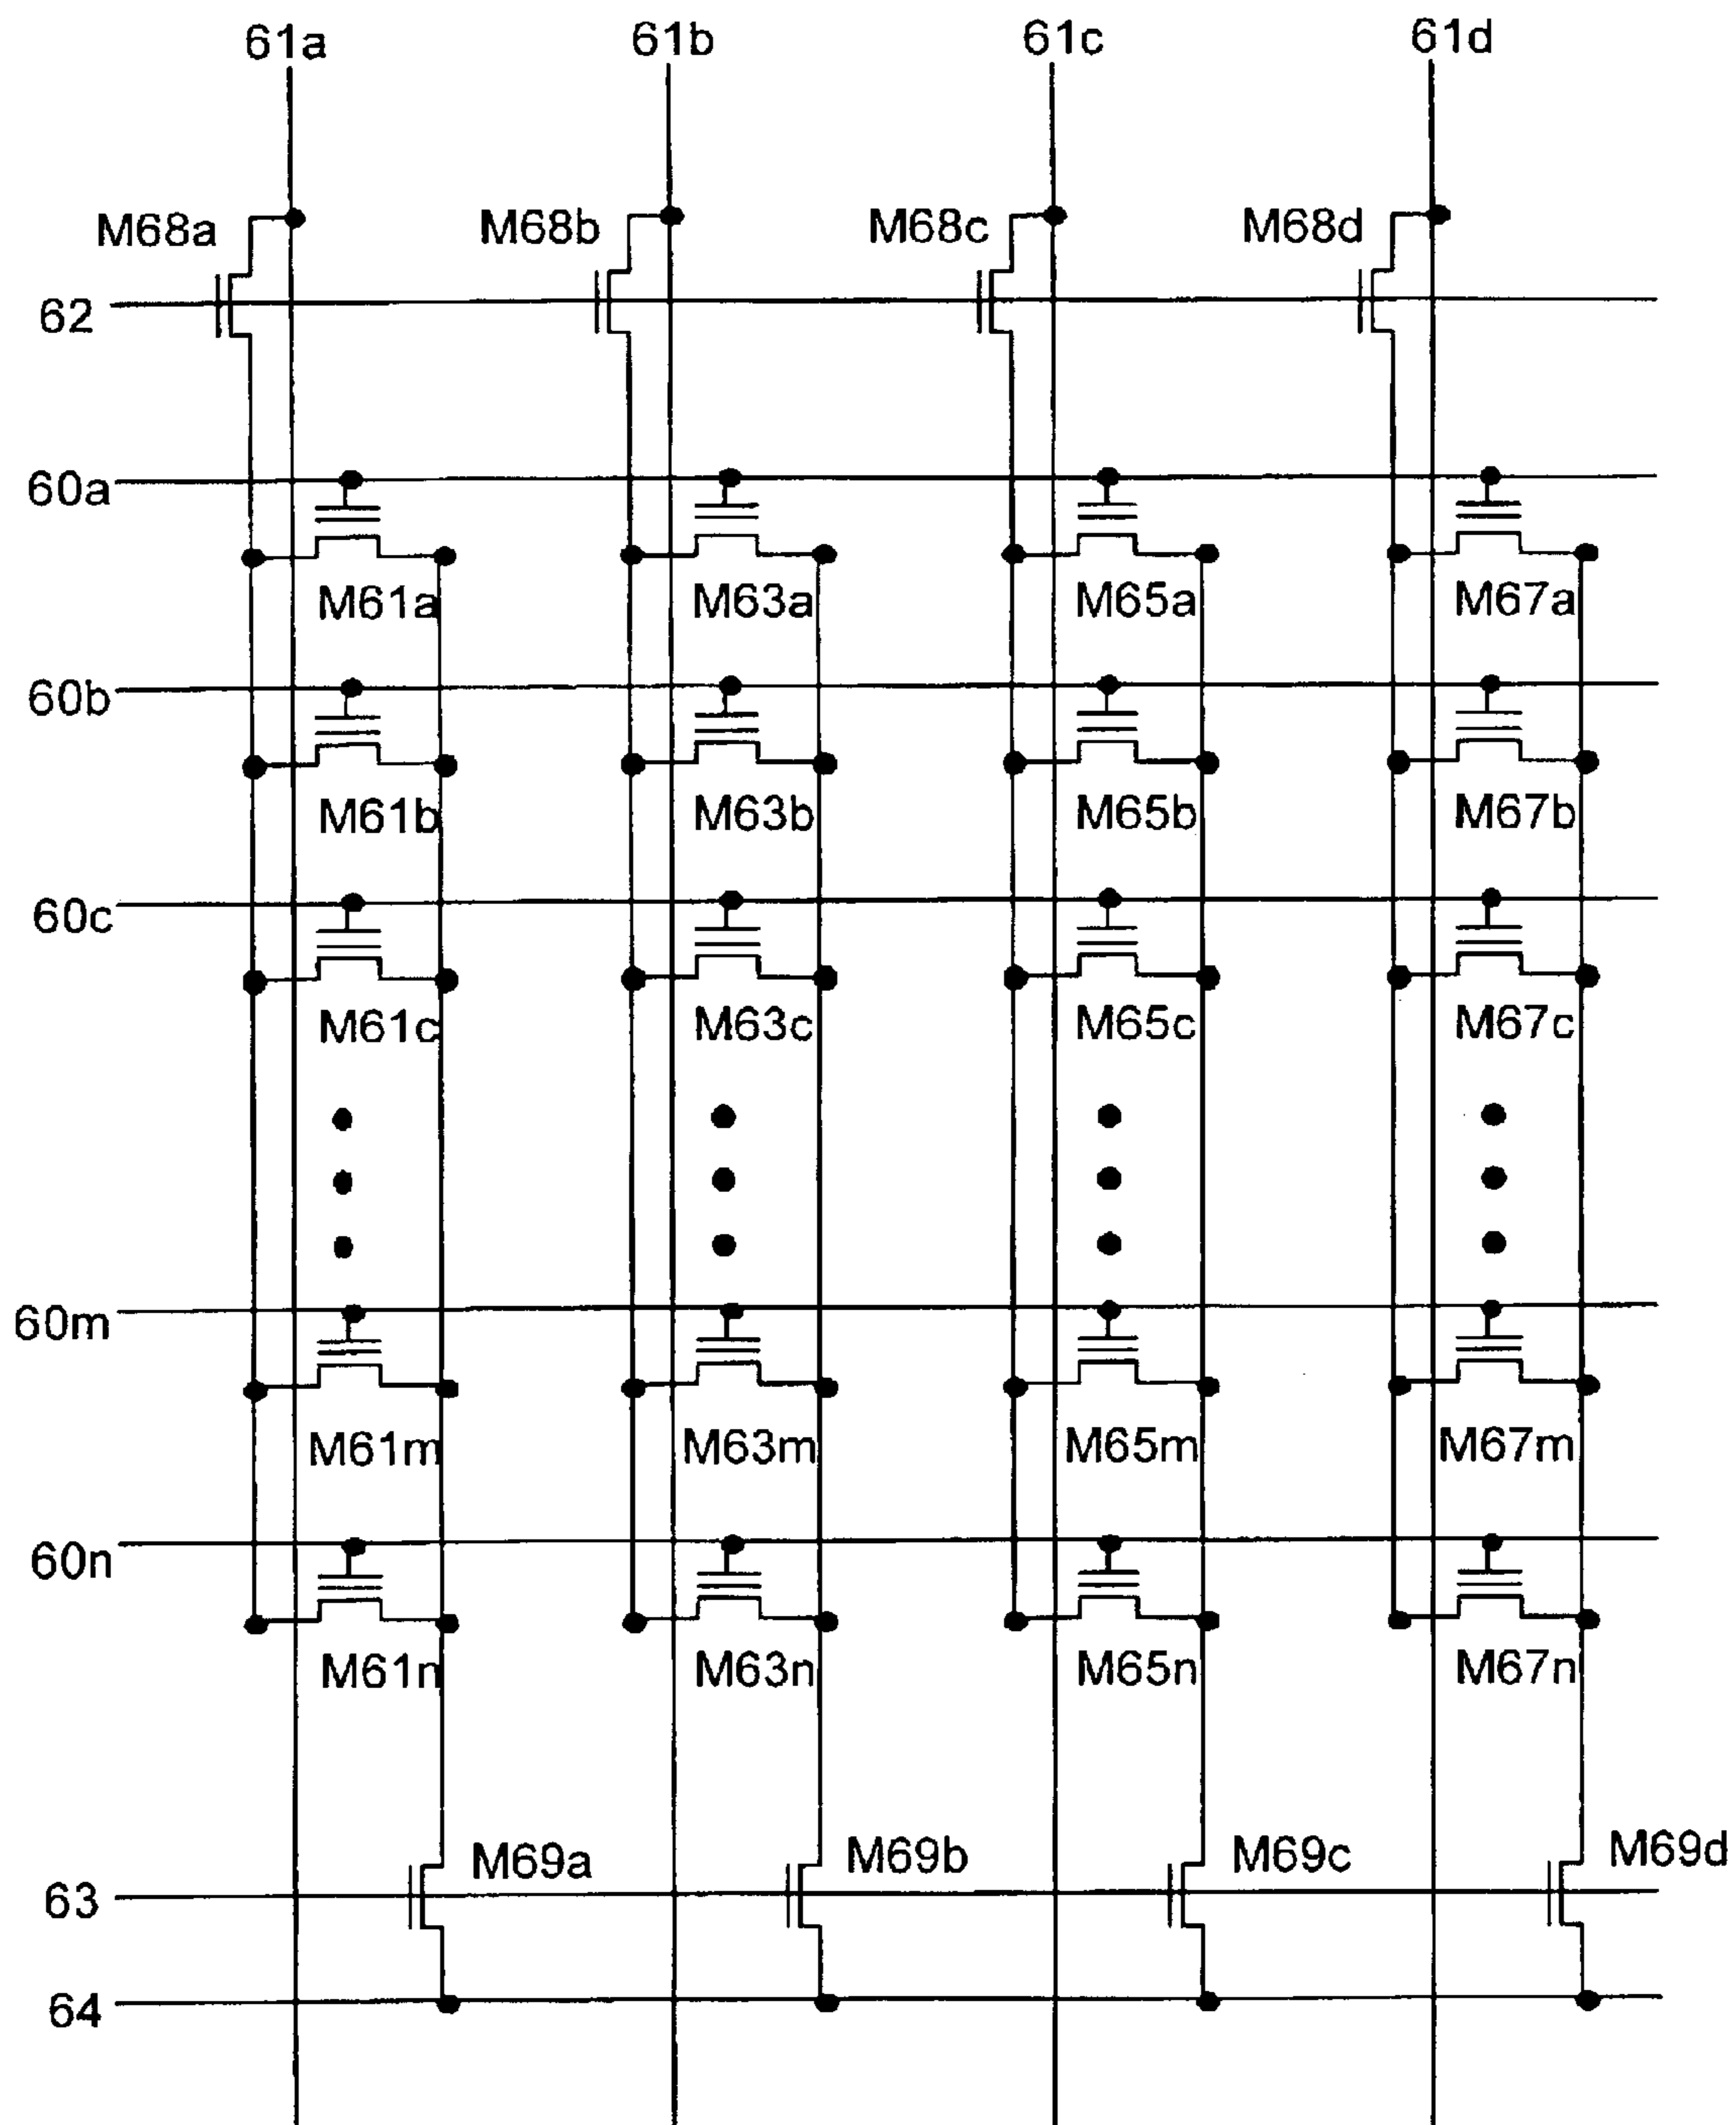 61a 61b 61c 61d
M68a M68b M68c M68d
62
60a
M61a M63a M65a M67a
60b
M61b M63b M65b M67b
60c
M61c M63c M65c M67c
60m
M61m M63m M65m M67m
60n
M61n M63n M65n M67n
M69a M69b M69c M69d
63
64